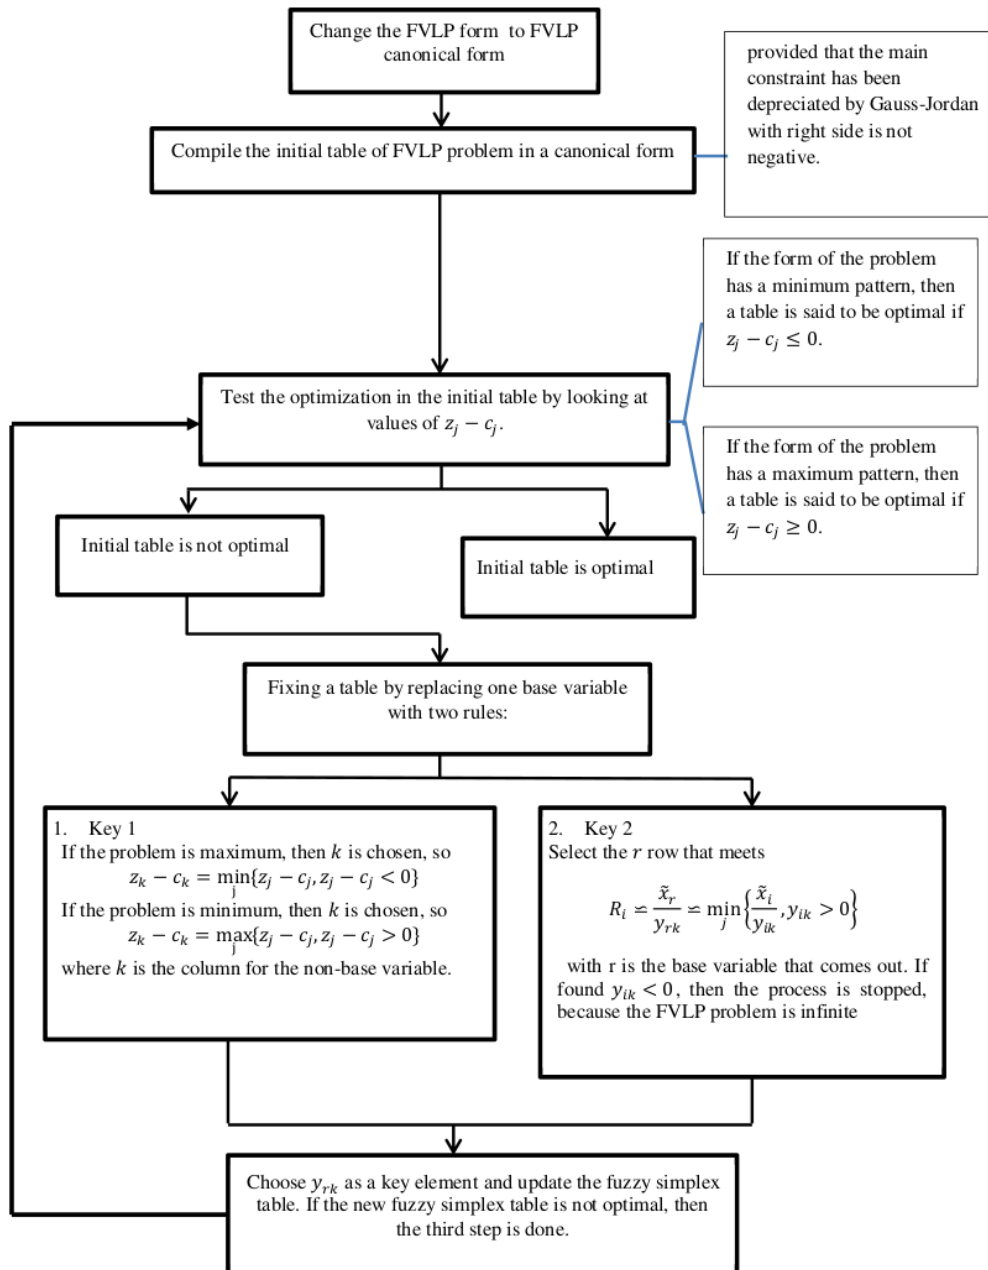 Change the FVLP form to FVLP
canonical form
provided that the main
constraint has been
depreciated by Gauss-Jordan
with right side is not
negative.
Compile the initial table of FVLP problem in a canonical form
If the form of the problem
has a minimum pattern, then
a table is said to be optimal if
z_j − c_j ≤ 0.
Test the optimization in the initial table by looking at
values of z_j − c_j.
If the form of the problem
has a maximum pattern, then
a table is said to be optimal if
z_j − c_j ≥ 0.
Initial table is not optimal
Initial table is optimal
Fixing a table by replacing one base variable
with two rules:
1. Key 1
If the problem is maximum, then k is chosen, so
z_k − c_k = min_j{z_j − c_j, z_j − c_j < 0}
If the problem is minimum, then k is chosen, so
z_k − c_k = max_j{z_j − c_j, z_j − c_j > 0}
where k is the column for the non-base variable.
2. Key 2
Select the r row that meets
R_i ≃ x̃_r/y_rk ≃ min_j{x̃_i/y_ik, y_ik > 0}
with r is the base variable that comes out. If
found y_ik < 0, then the process is stopped,
because the FVLP problem is infinite
Choose y_rk as a key element and update the fuzzy simplex
table. If the new fuzzy simplex table is not optimal, then
the third step is done.